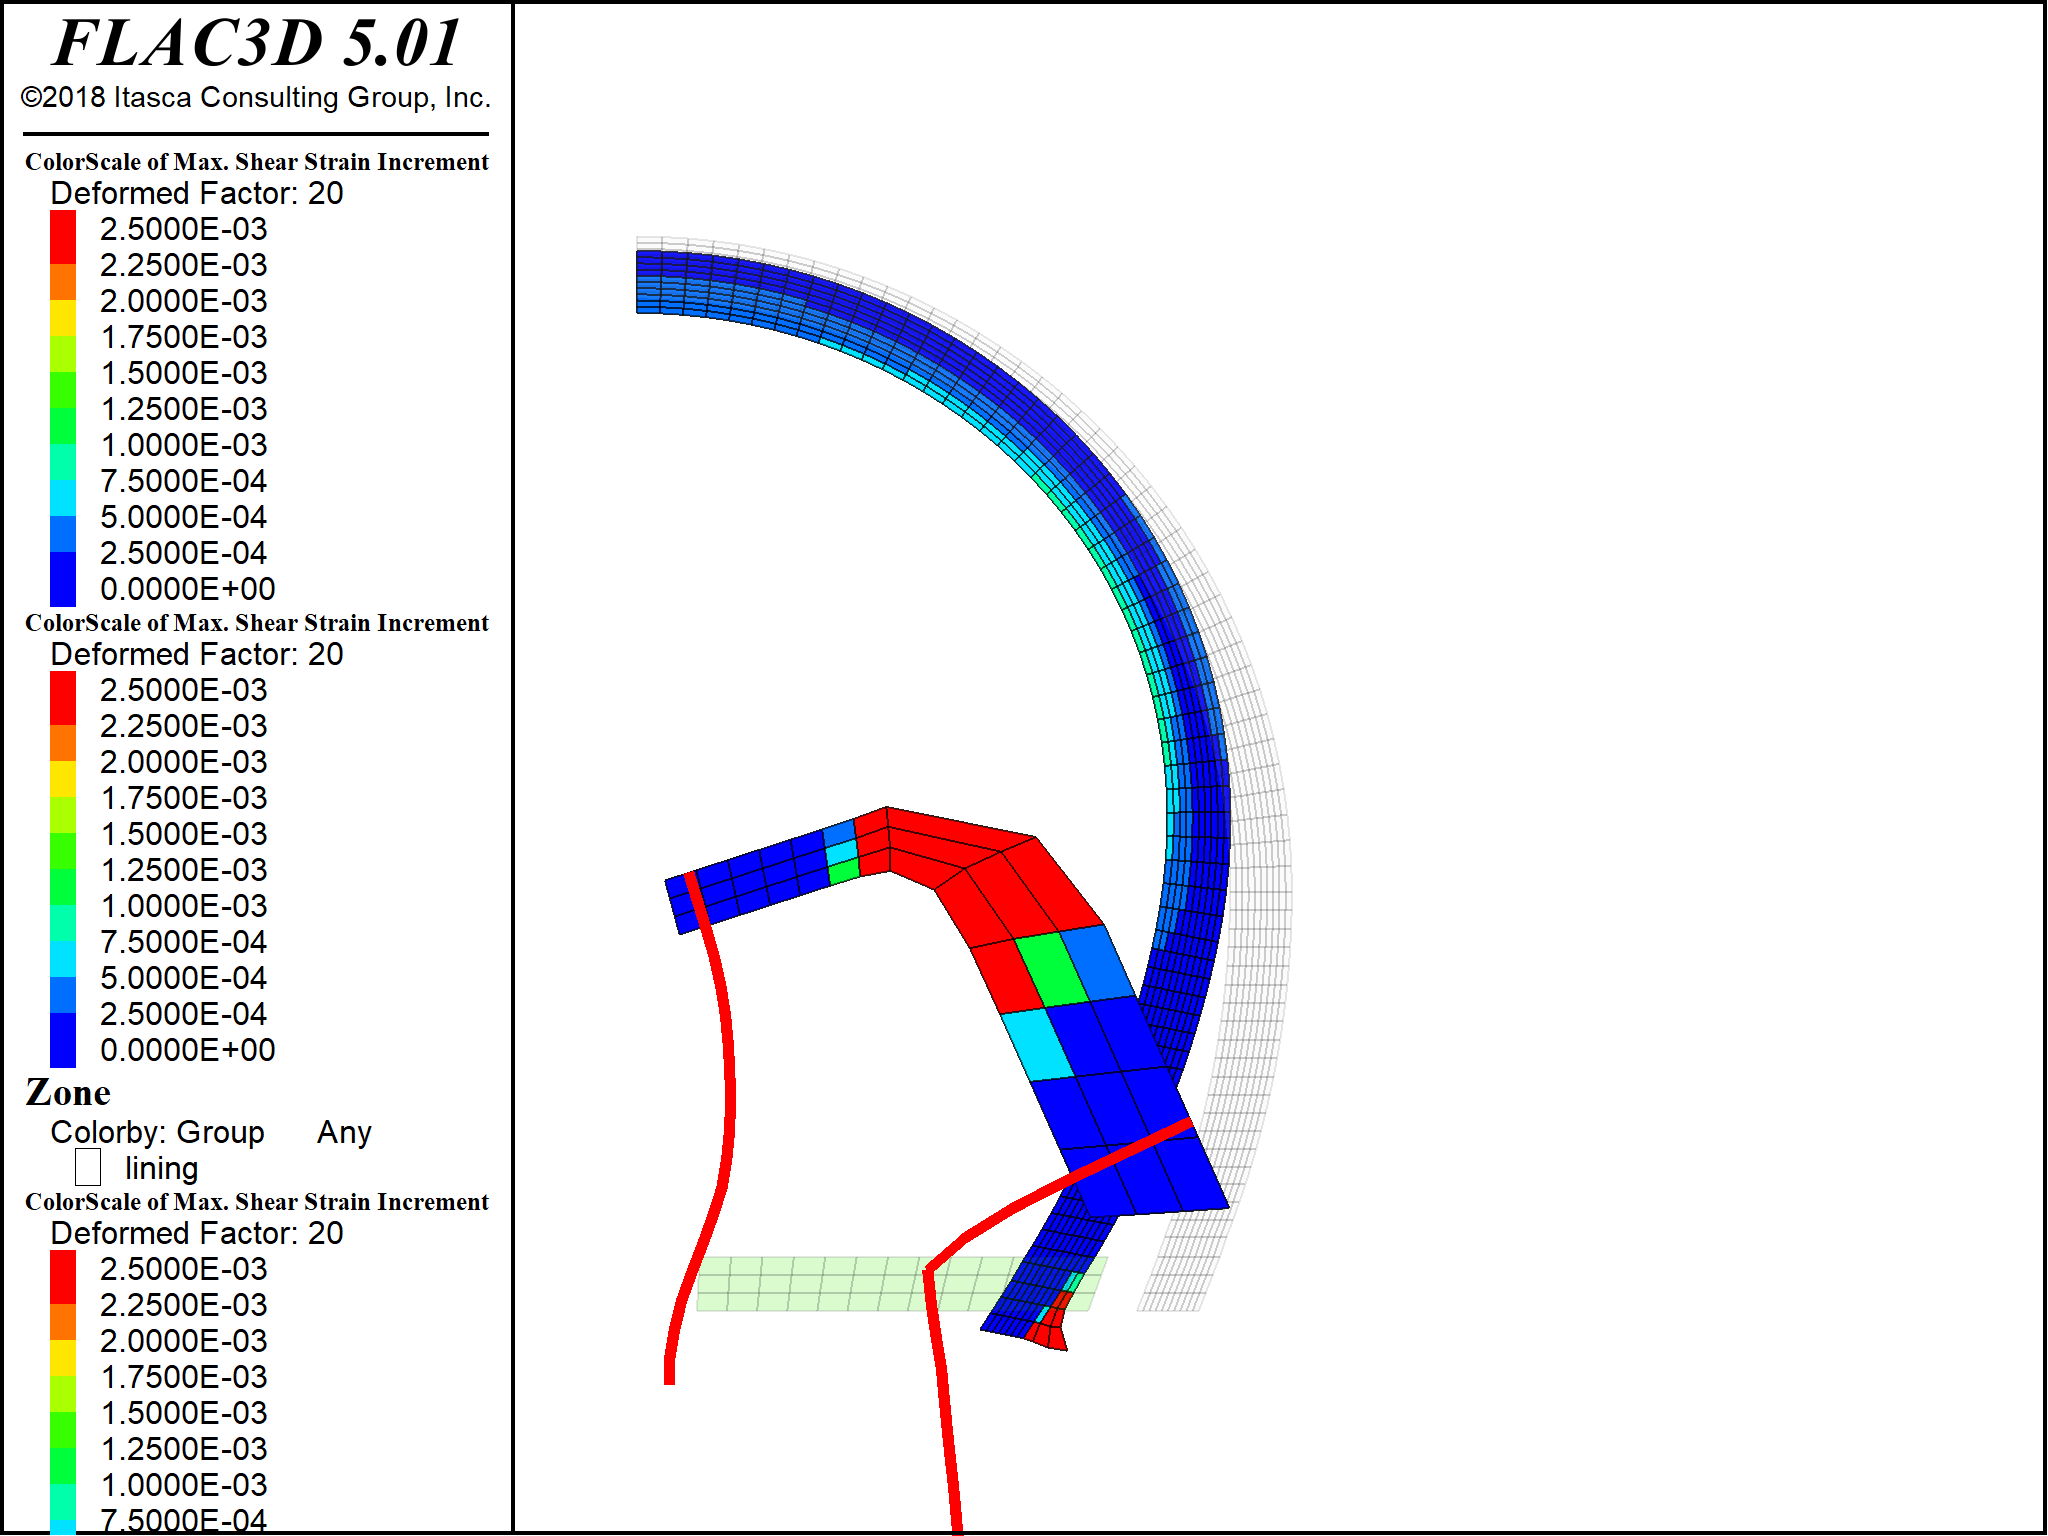 FLAC3D 5.01
©2018 Itasca Consulting Group, Inc.
ColorScale of Max. Shear Strain Increment
Deformed Factor: 20
2.5000E-03
2.2500E-03
2.0000E-03
1.7500E-03
1.5000E-03
1.2500E-03
1.0000E-03
7.5000E-04
5.0000E-04
2.5000E-04
0.0000E+00
ColorScale of Max. Shear Strain Increment
Deformed Factor: 20
2.5000E-03
2.2500E-03
2.0000E-03
1.7500E-03
1.5000E-03
1.2500E-03
1.0000E-03
7.5000E-04
5.0000E-04
2.5000E-04
0.0000E+00
Zone
Colorby: Group Any
lining
ColorScale of Max. Shear Strain Increment
Deformed Factor: 20
2.5000E-03
2.2500E-03
2.0000E-03
1.7500E-03
1.5000E-03
1.2500E-03
1.0000E-03
7.5000E-04